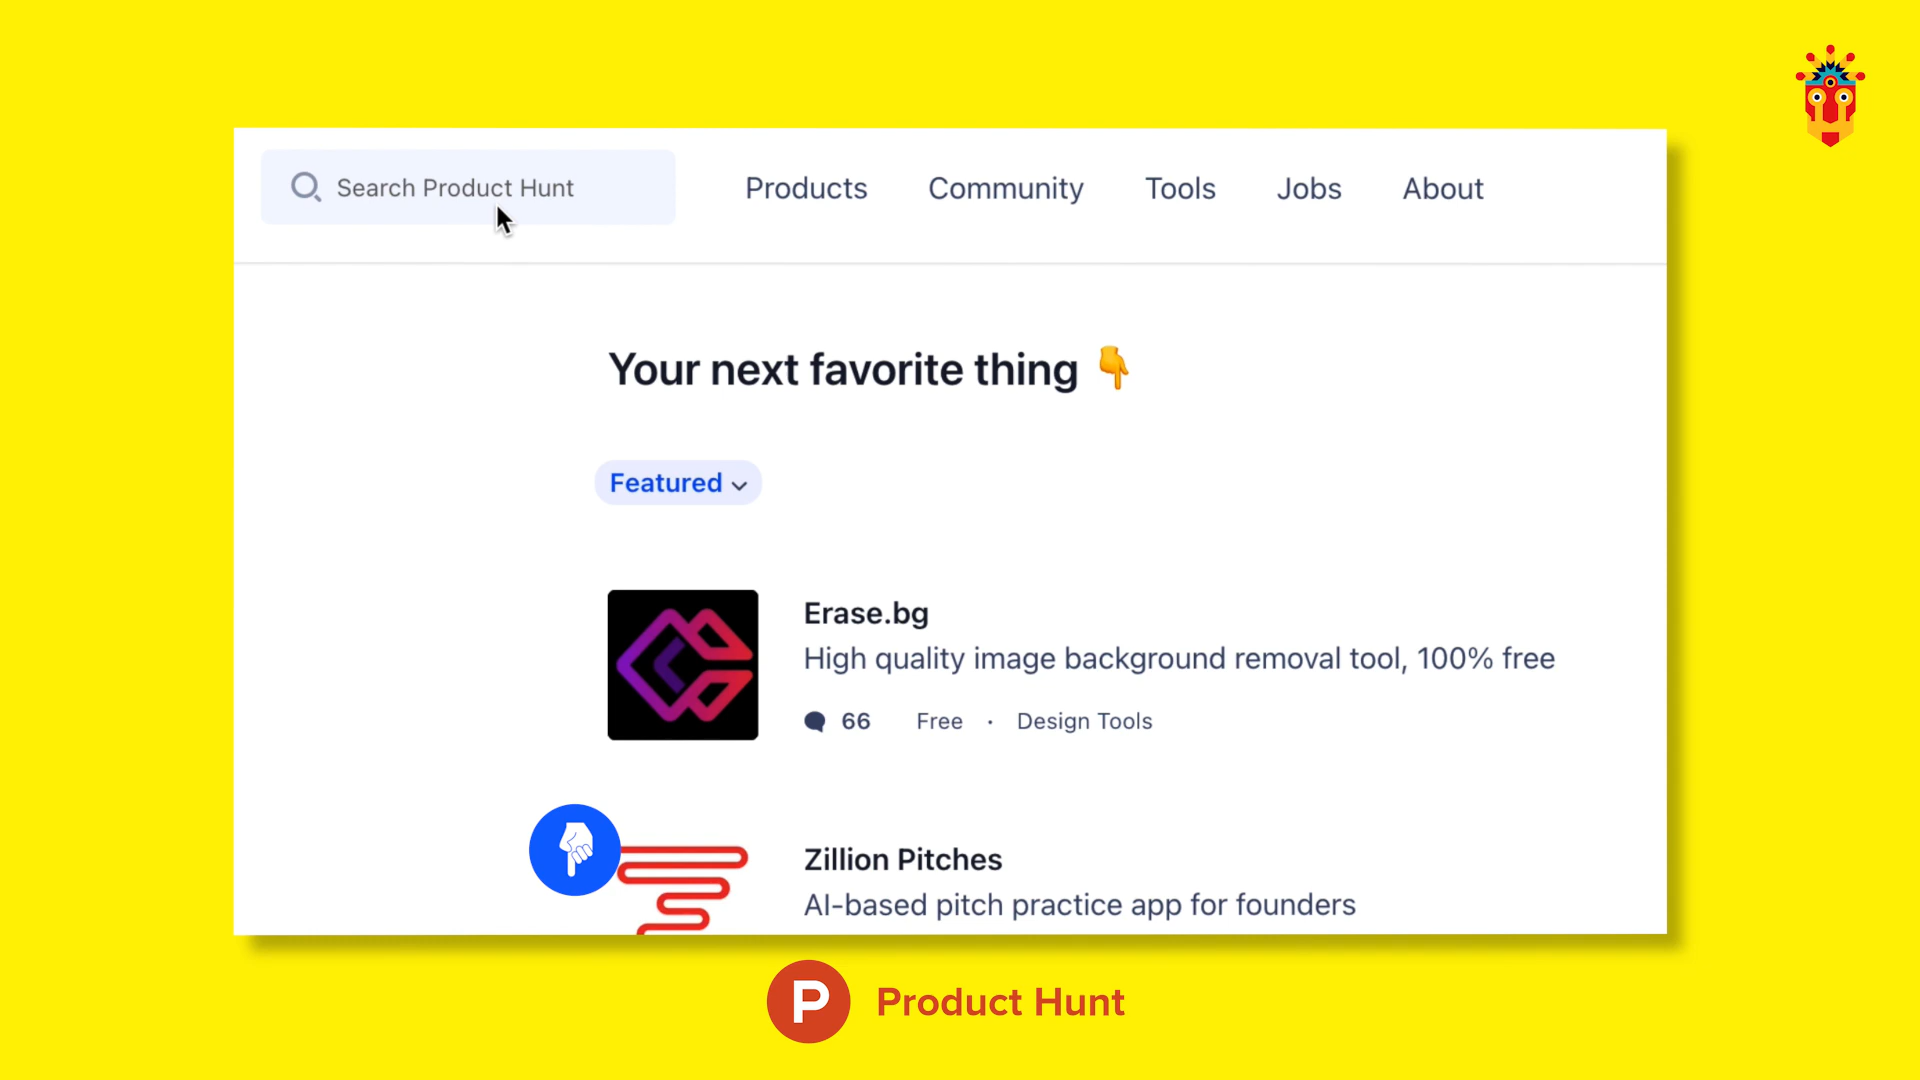 Search Product Hunt
Products Community Tools Jobs About
Your next favorite thing 👇
Featured
Erase.bg
High quality image background removal tool, 100% free
66 Free · Design Tools
Zillion Pitches
AI-based pitch practice app for founders
P Product Hunt